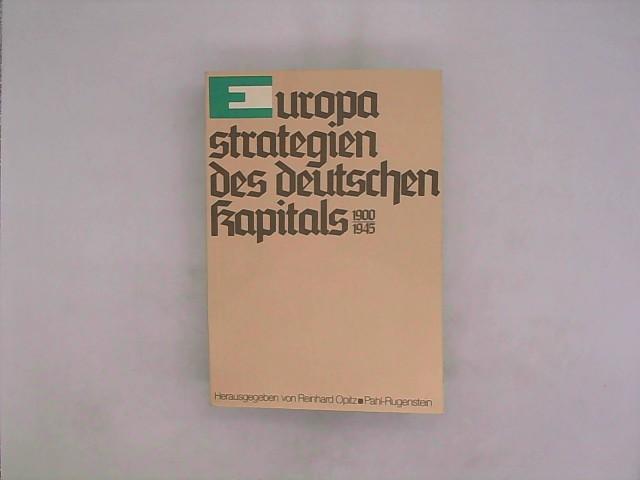 Europa
strategien
des deutschen
kapitals 1900
1945
Herausgegeben von Reinhard Opitz ■ Pahl-Rugenstein